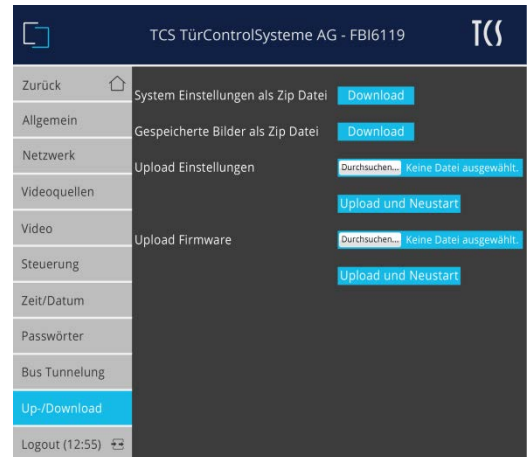 TCS TürControlSysteme AG - FBI6119
TCS
Zurück
Allgemein
Netzwerk
Videoquellen
Video
Steuerung
Zeit/Datum
Passwörter
Bus Tunnelung
Up-/Download
Logout (12:55)
System Einstellungen als Zip Datei Download
Gespeicherte Bilder als Zip Datei Download
Upload Einstellungen Durchsuchen... Keine Datei ausgewählt.
Upload und Neustart
Upload Firmware Durchsuchen... Keine Datei ausgewählt.
Upload und Neustart